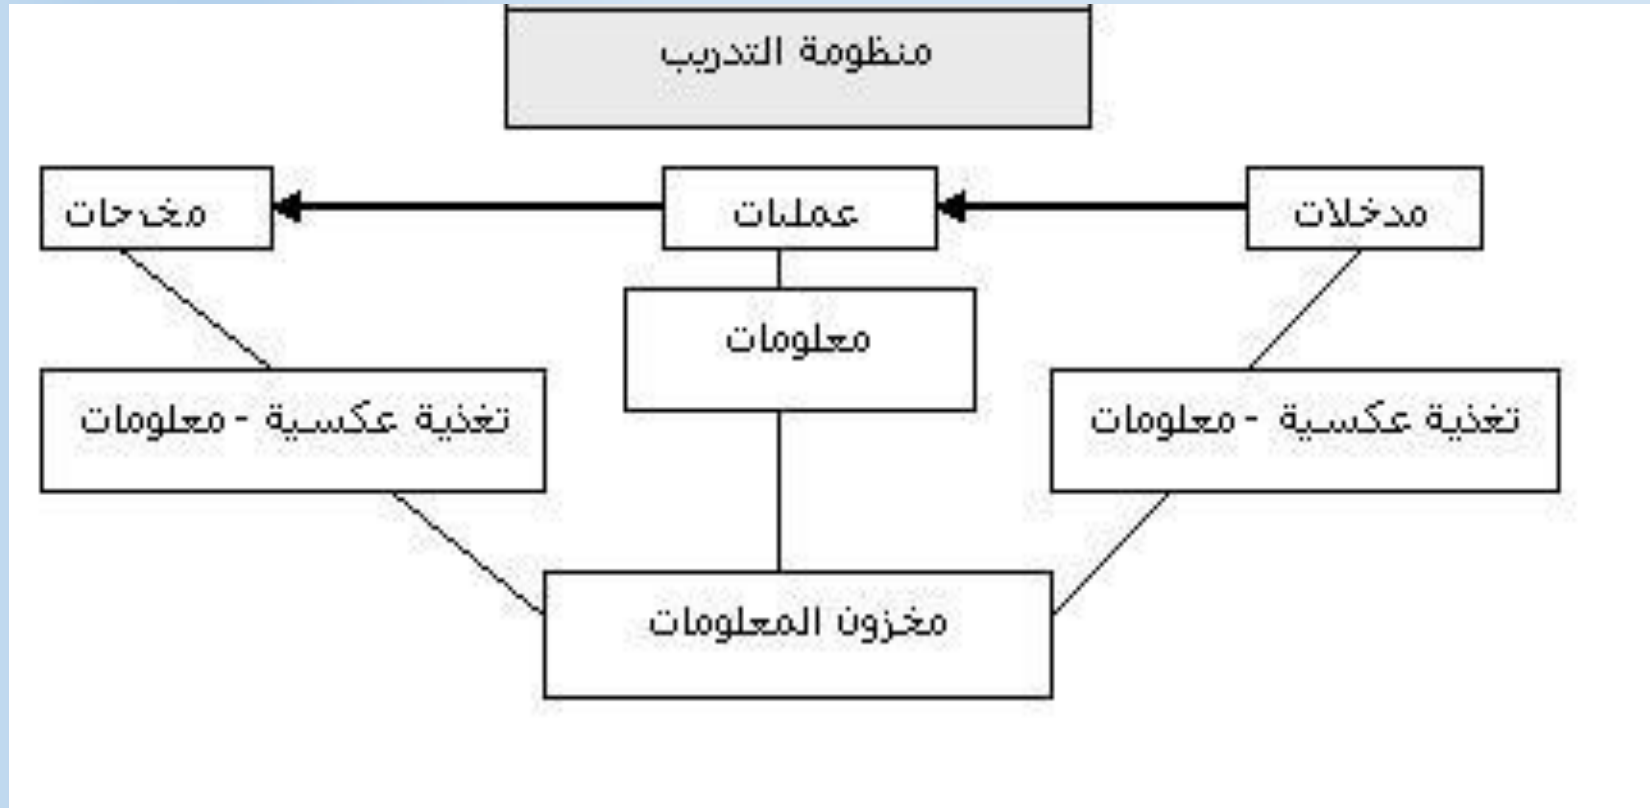 منظومة التدريب
مدخلات
عمليات
مخرجات
معلومات
تغذية عكسية - معلومات
تغذية عكسية - معلومات
مخزون المعلومات